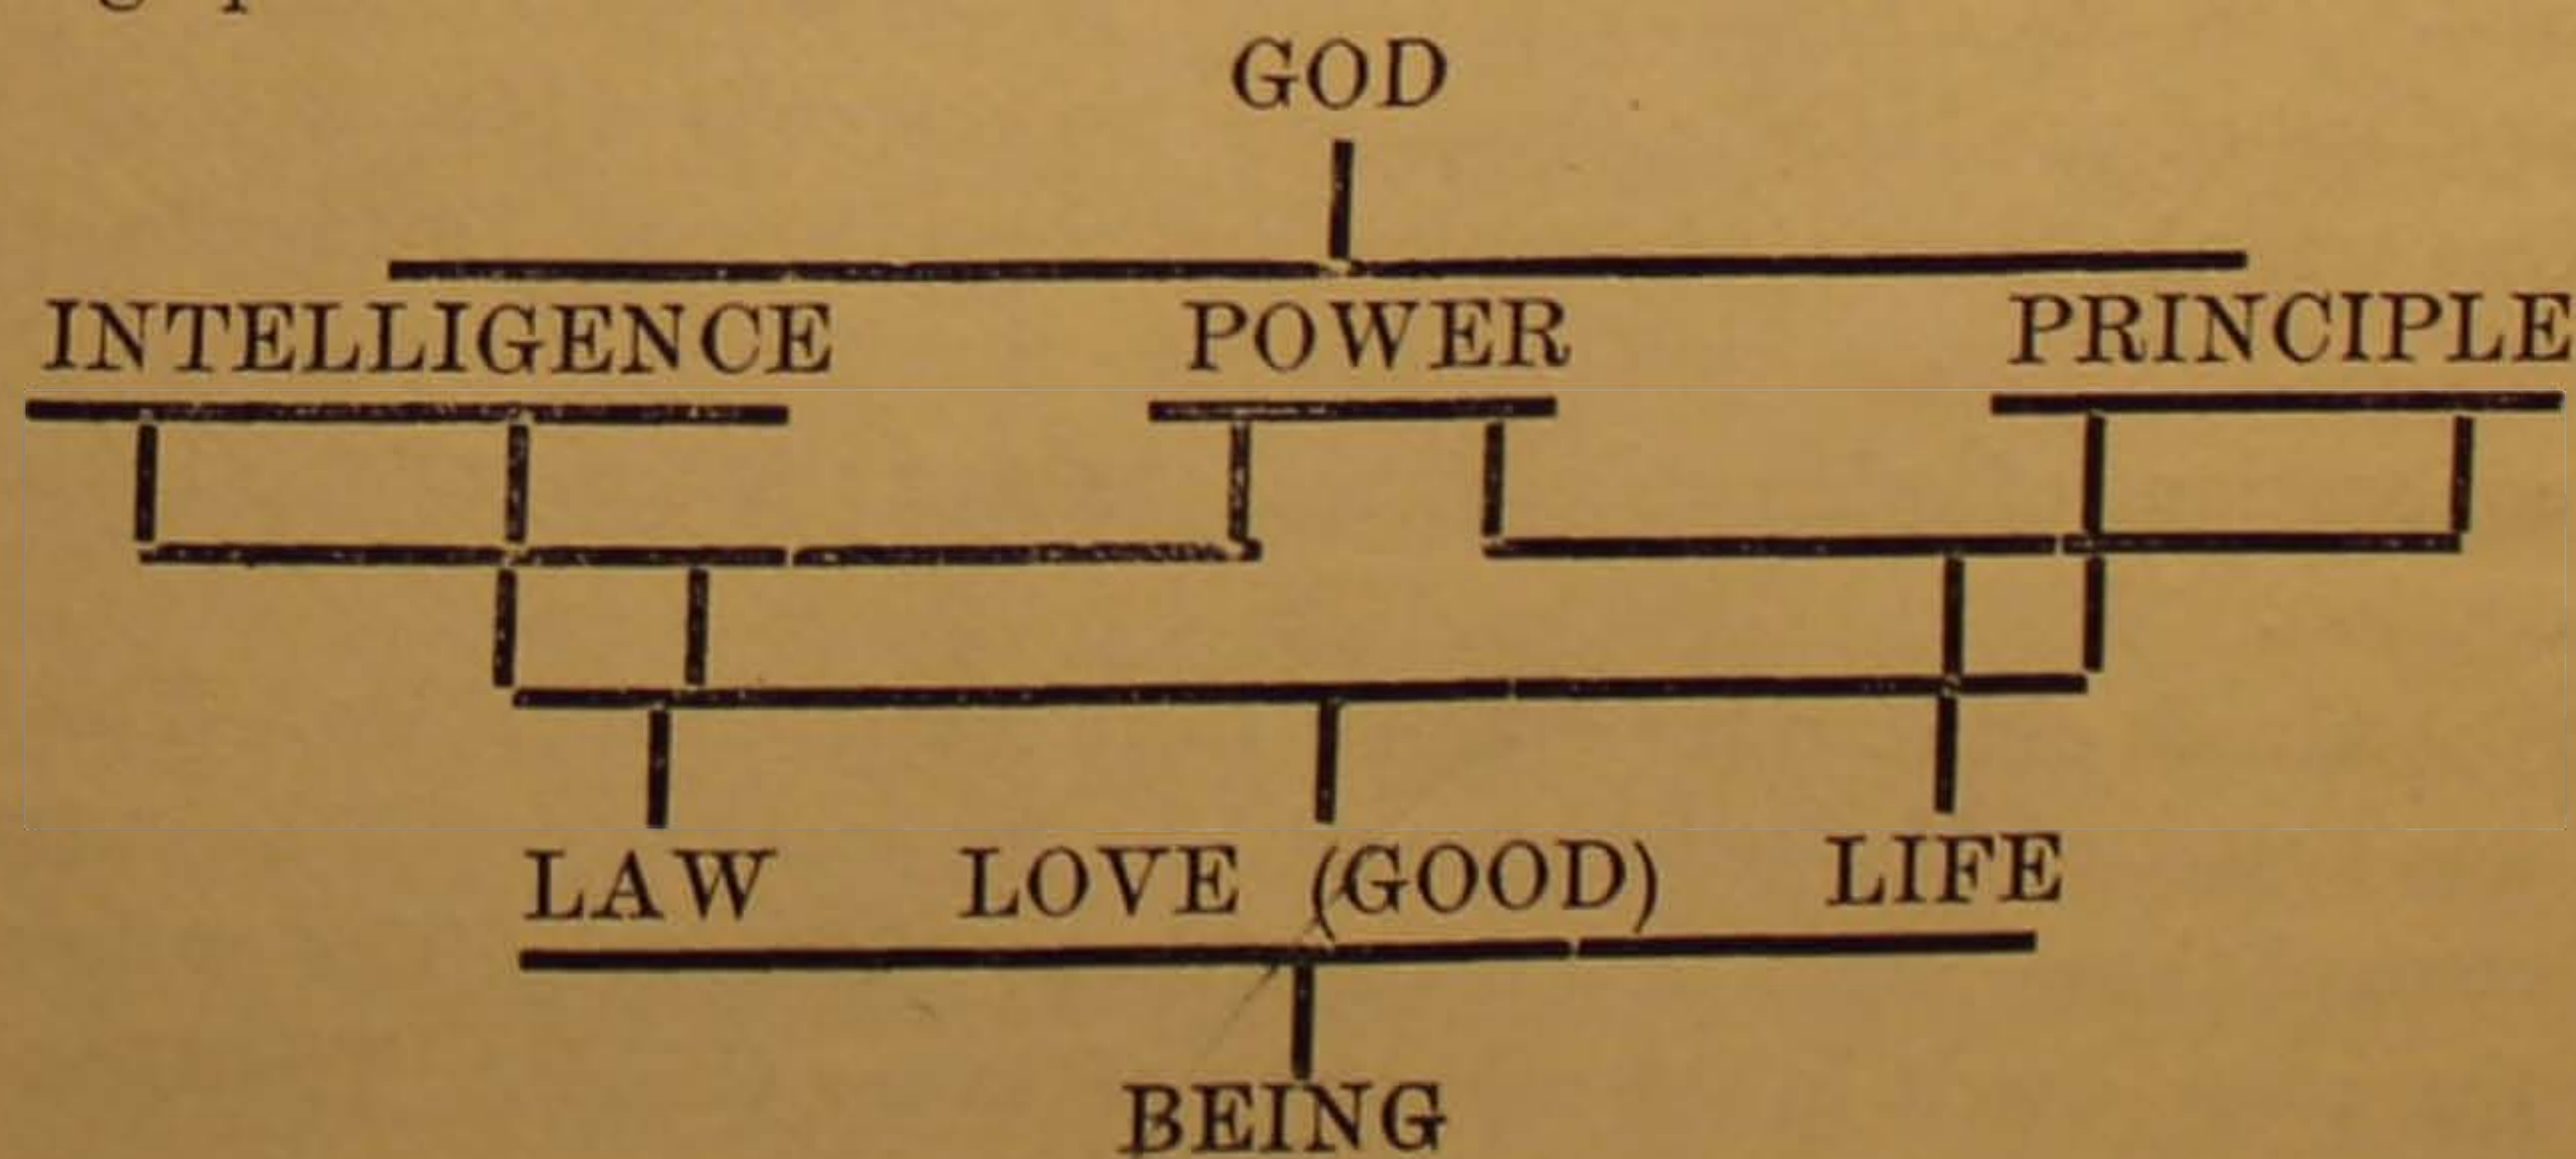 GOD
INTELLIGENCE POWER PRINCIPLE
LAW LOVE (GOOD) LIFE
BEING